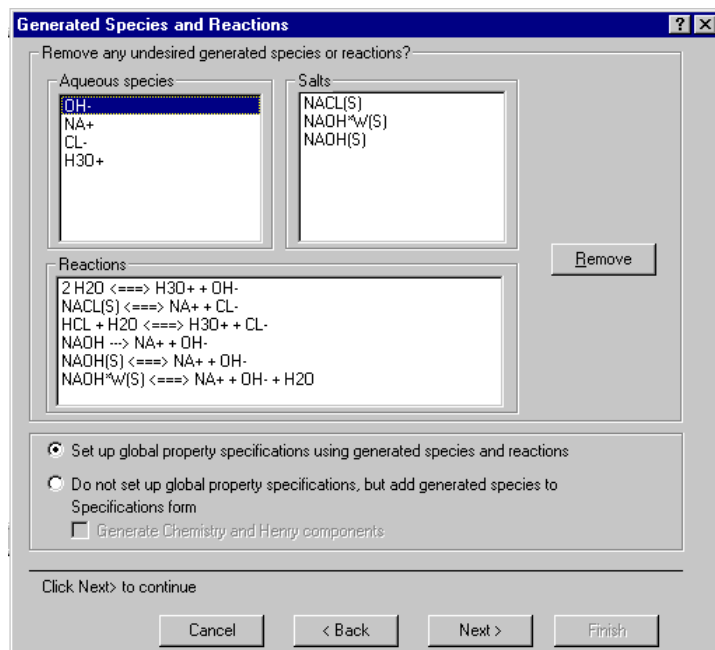 Generated Species and Reactions
Remove any undesired generated species or reactions?
Aqueous species
OH-
NA+
CL-
H3O+
Salts
NACL(S)
NAOH*W(S)
NAOH(S)
Remove
Reactions
2 H2O <===> H3O+ + OH-
NACL(S) <===> NA+ + CL-
HCL + H2O <===> H3O+ + CL-
NAOH ---> NA+ + OH-
NAOH(S) <===> NA+ + OH-
NAOH*W(S) <===> NA+ + OH- + H2O
Set up global property specifications using generated species and reactions
Do not set up global property specifications, but add generated species to
Specifications form
Generate Chemistry and Henry components
Click Next> to continue
Cancel
< Back
Next >
Finish